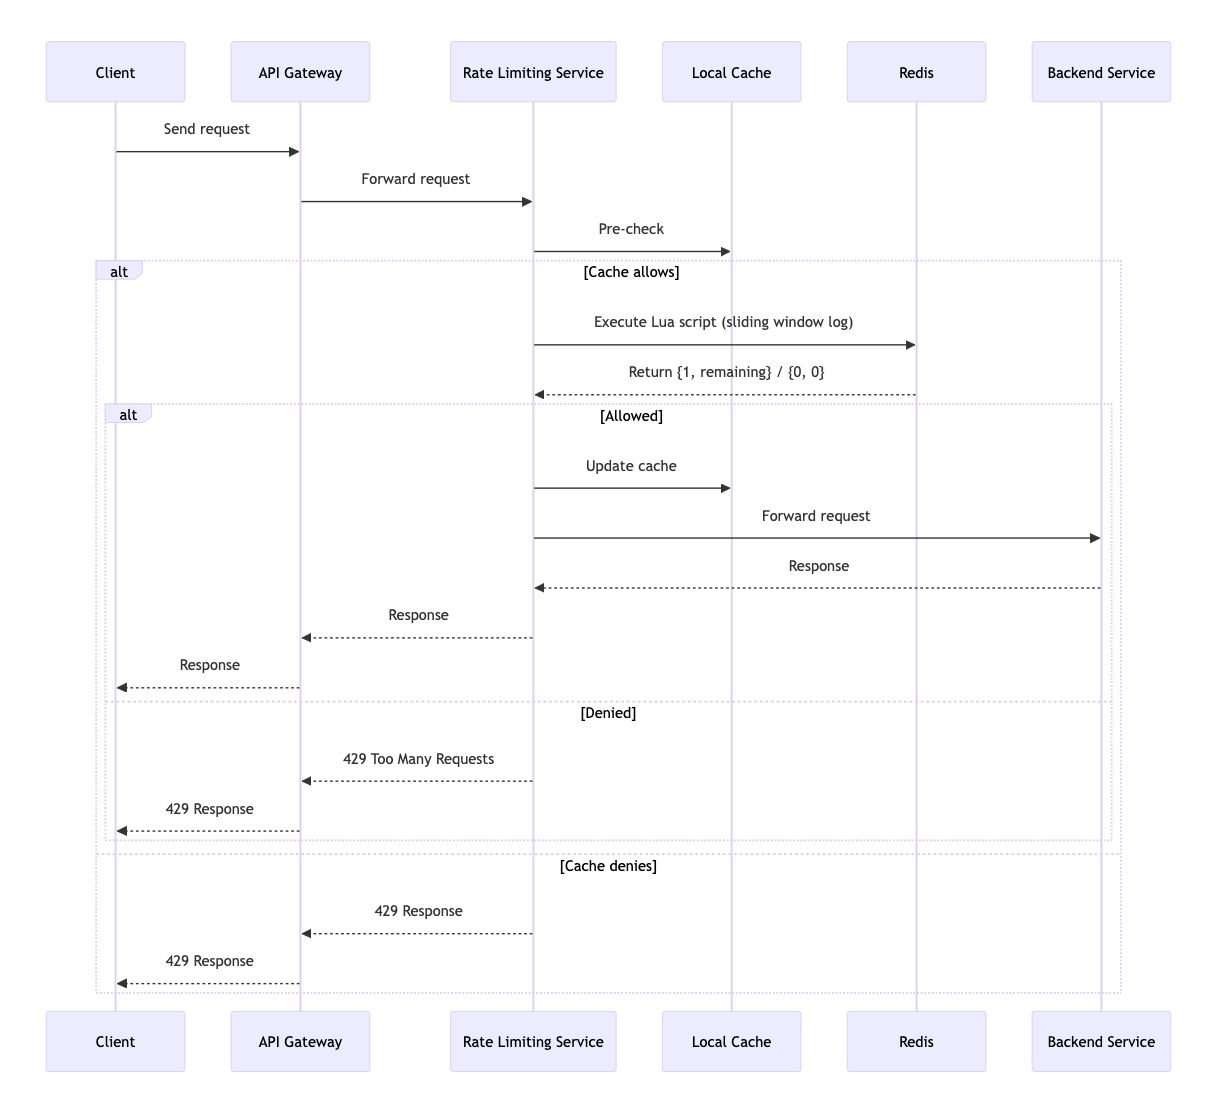 Client
API Gateway
Rate Limiting Service
Local Cache
Redis
Backend Service
Send request
Forward request
Pre-check
alt
[Cache allows]
Execute Lua script (sliding window log)
Return {1, remaining} / {0, 0}
alt
[Allowed]
Update cache
Forward request
Response
Response
Response
[Denied]
429 Too Many Requests
429 Response
[Cache denies]
429 Response
429 Response
Client
API Gateway
Rate Limiting Service
Local Cache
Redis
Backend Service